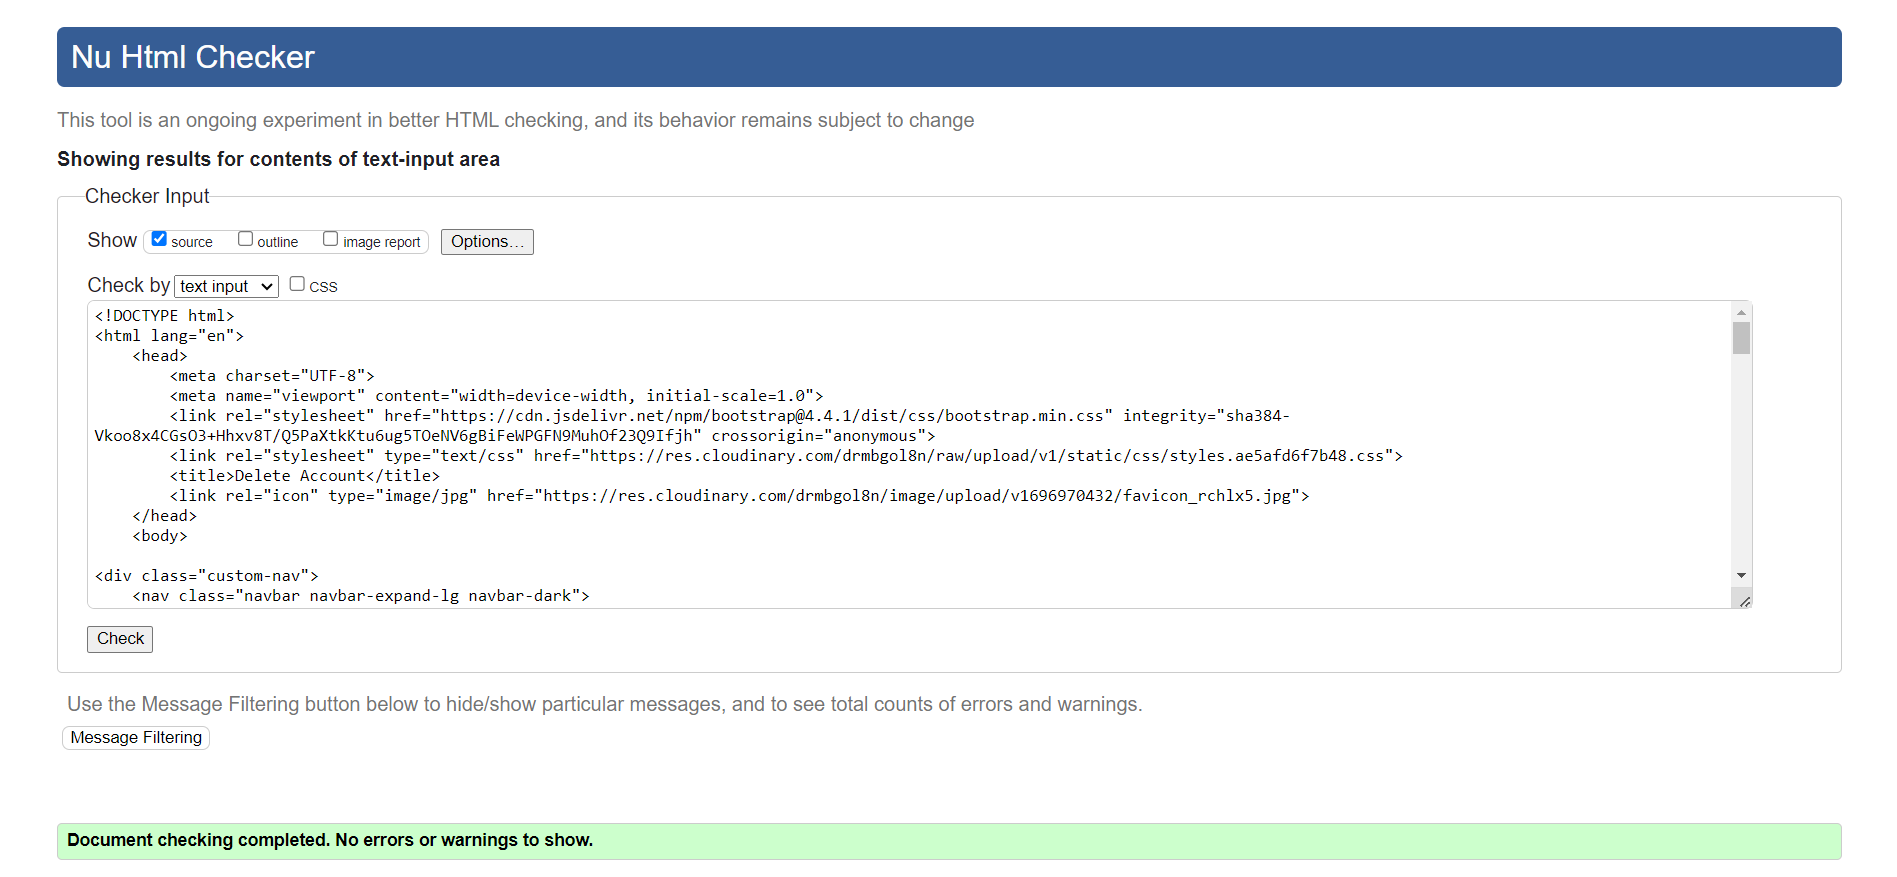 Nu Html Checker
This tool is an ongoing experiment in better HTML checking, and its behavior remains subject to change
Showing results for contents of text-input area
Checker Input
Show source outline image report Options...
Check by text input CSS
<!DOCTYPE html>
<html lang="en">
    <head>
        <meta charset="UTF-8">
        <meta name="viewport" content="width=device-width, initial-scale=1.0">
        <link rel="stylesheet" href="https://cdn.jsdelivr.net/npm/bootstrap@4.4.1/dist/css/bootstrap.min.css" integrity="sha384-
Vkoo8x4CGsO3+Hhxv8T/Q5PaXtkKtu6ug5TOeNV6gBiFeWPGFN9MuhOf23Q9Ifjh" crossorigin="anonymous">
        <link rel="stylesheet" type="text/css" href="https://res.cloudinary.com/drmbgol8n/raw/upload/v1/static/css/styles.ae5afd6f7b48.css">
        <title>Delete Account</title>
        <link rel="icon" type="image/jpg" href="https://res.cloudinary.com/drmbgol8n/image/upload/v1696970432/favicon_rchlx5.jpg">
    </head>
    <body>
<div class="custom-nav">
    <nav class="navbar navbar-expand-lg navbar-dark">
Check
Use the Message Filtering button below to hide/show particular messages, and to see total counts of errors and warnings.
Message Filtering
Document checking completed. No errors or warnings to show.